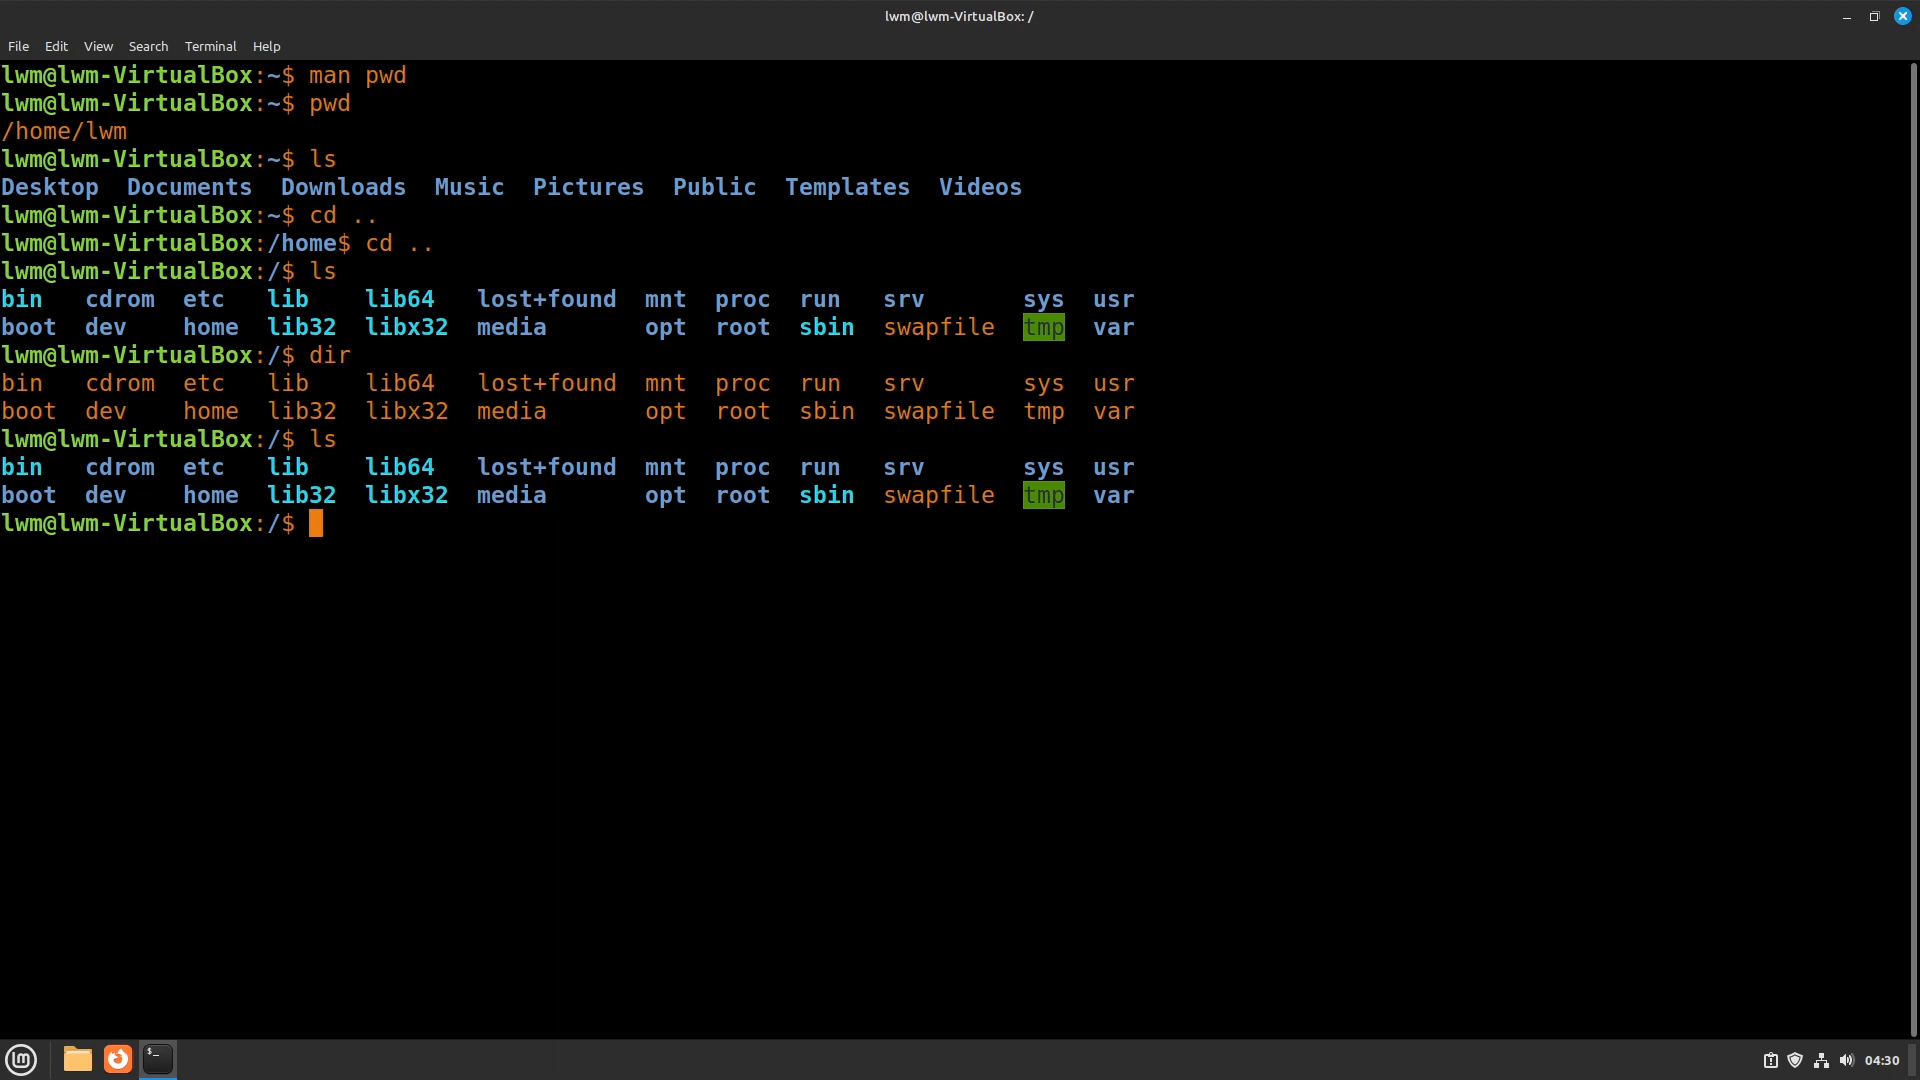 lwm@lwm-VirtualBox: /
File Edit View Search Terminal Help
lwm@lwm-VirtualBox:~$ man pwd
lwm@lwm-VirtualBox:~$ pwd
/home/lwm
lwm@lwm-VirtualBox:~$ ls
Desktop  Documents  Downloads  Music  Pictures  Public  Templates  Videos
lwm@lwm-VirtualBox:~$ cd ..
lwm@lwm-VirtualBox:/home$ cd ..
lwm@lwm-VirtualBox:/$ ls
bin   cdrom  etc   lib    lib64   lost+found  mnt  proc  run   srv       sys  usr
boot  dev    home  lib32  libx32  media       opt  root  sbin  swapfile  tmp  var
lwm@lwm-VirtualBox:/$ dir
bin   cdrom  etc   lib    lib64   lost+found  mnt  proc  run   srv       sys  usr
boot  dev    home  lib32  libx32  media       opt  root  sbin  swapfile  tmp  var
lwm@lwm-VirtualBox:/$ ls
bin   cdrom  etc   lib    lib64   lost+found  mnt  proc  run   srv       sys  usr
boot  dev    home  lib32  libx32  media       opt  root  sbin  swapfile  tmp  var
lwm@lwm-VirtualBox:/$
04:30